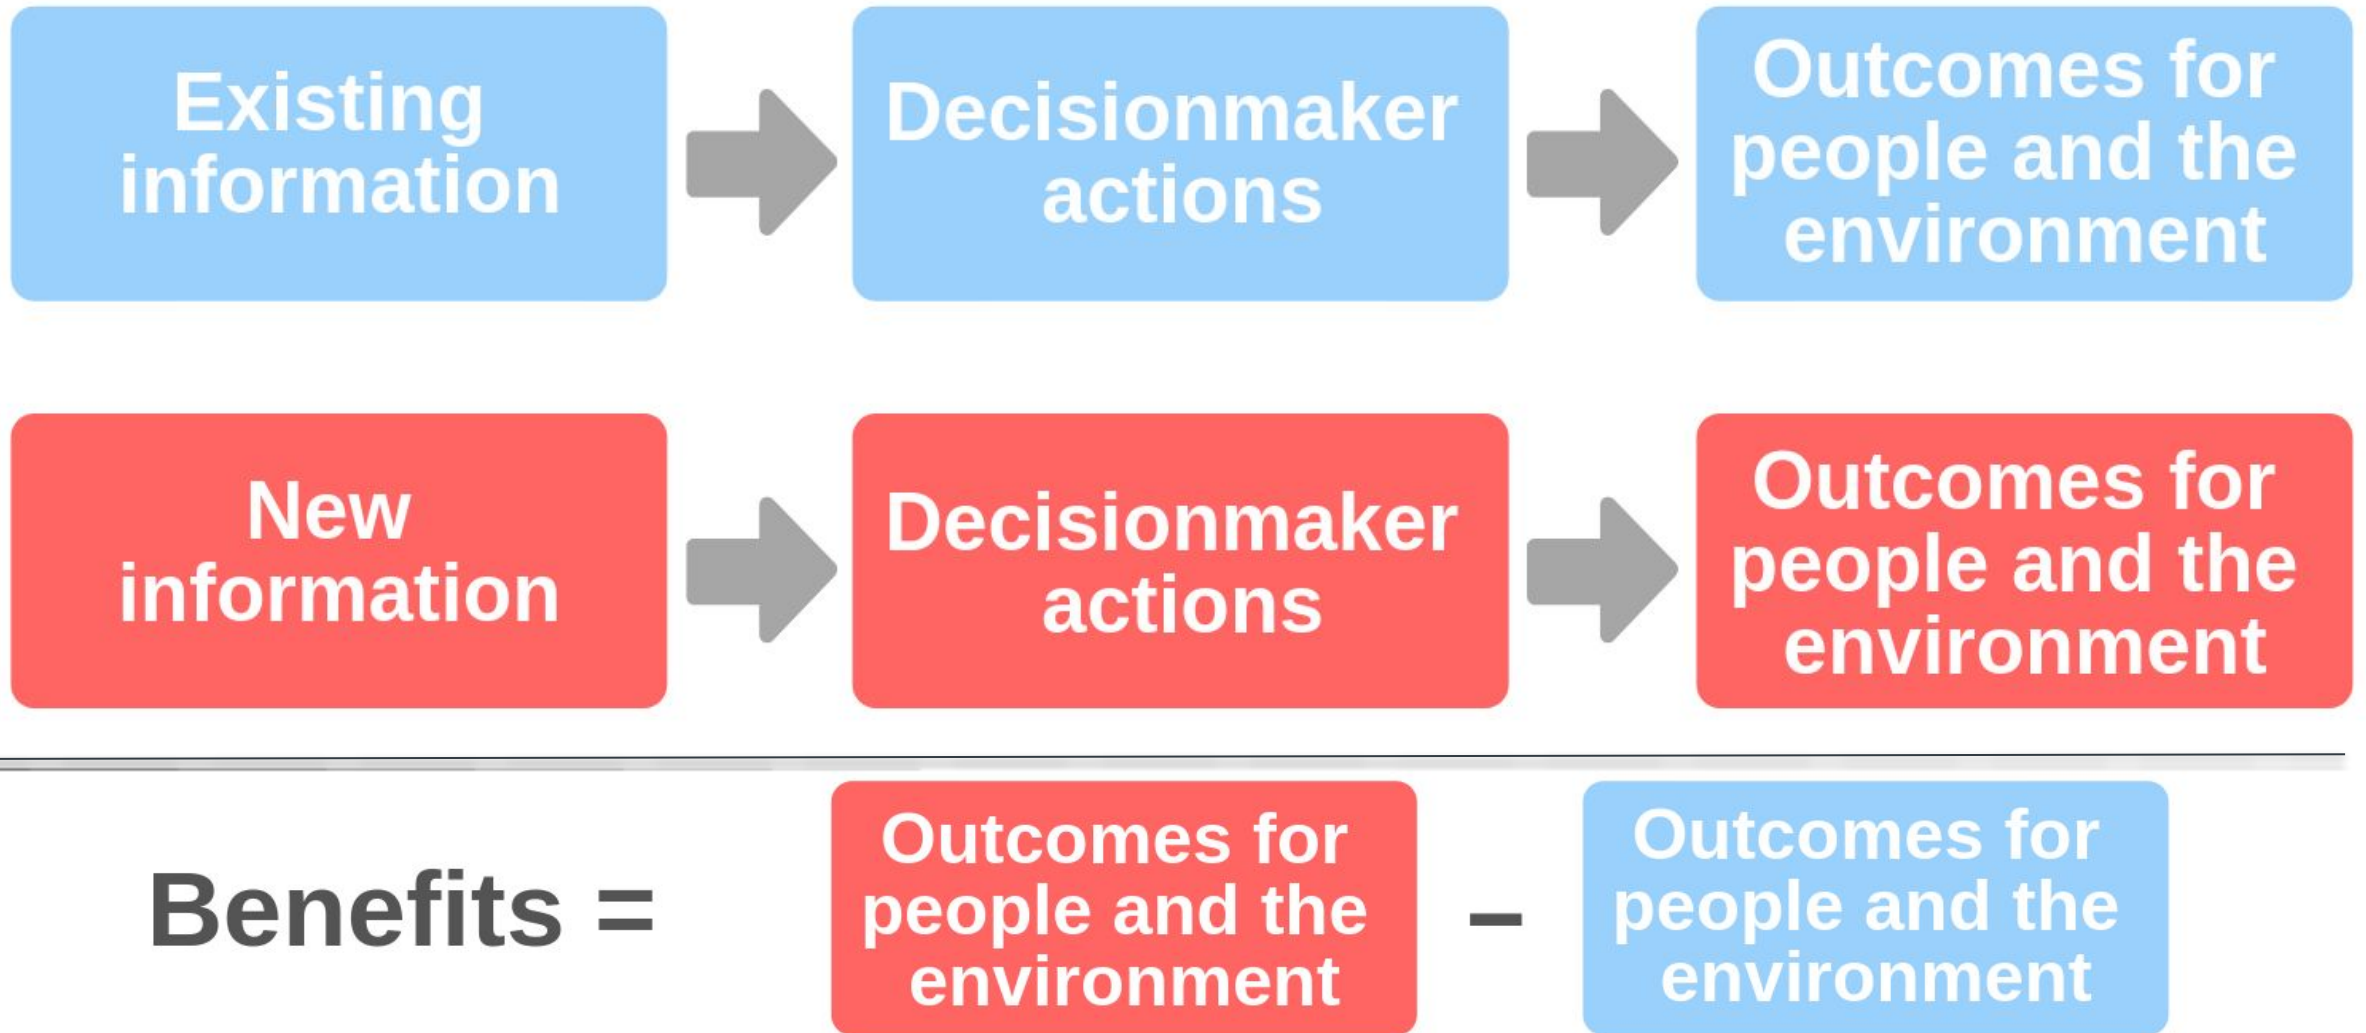 Existing
information
Decisionmaker
actions
Outcomes for
people and the
environment
New
information
Decisionmaker
actions
Outcomes for
people and the
environment
Benefits =
Outcomes for
people and the
environment
–
Outcomes for
people and the
environment